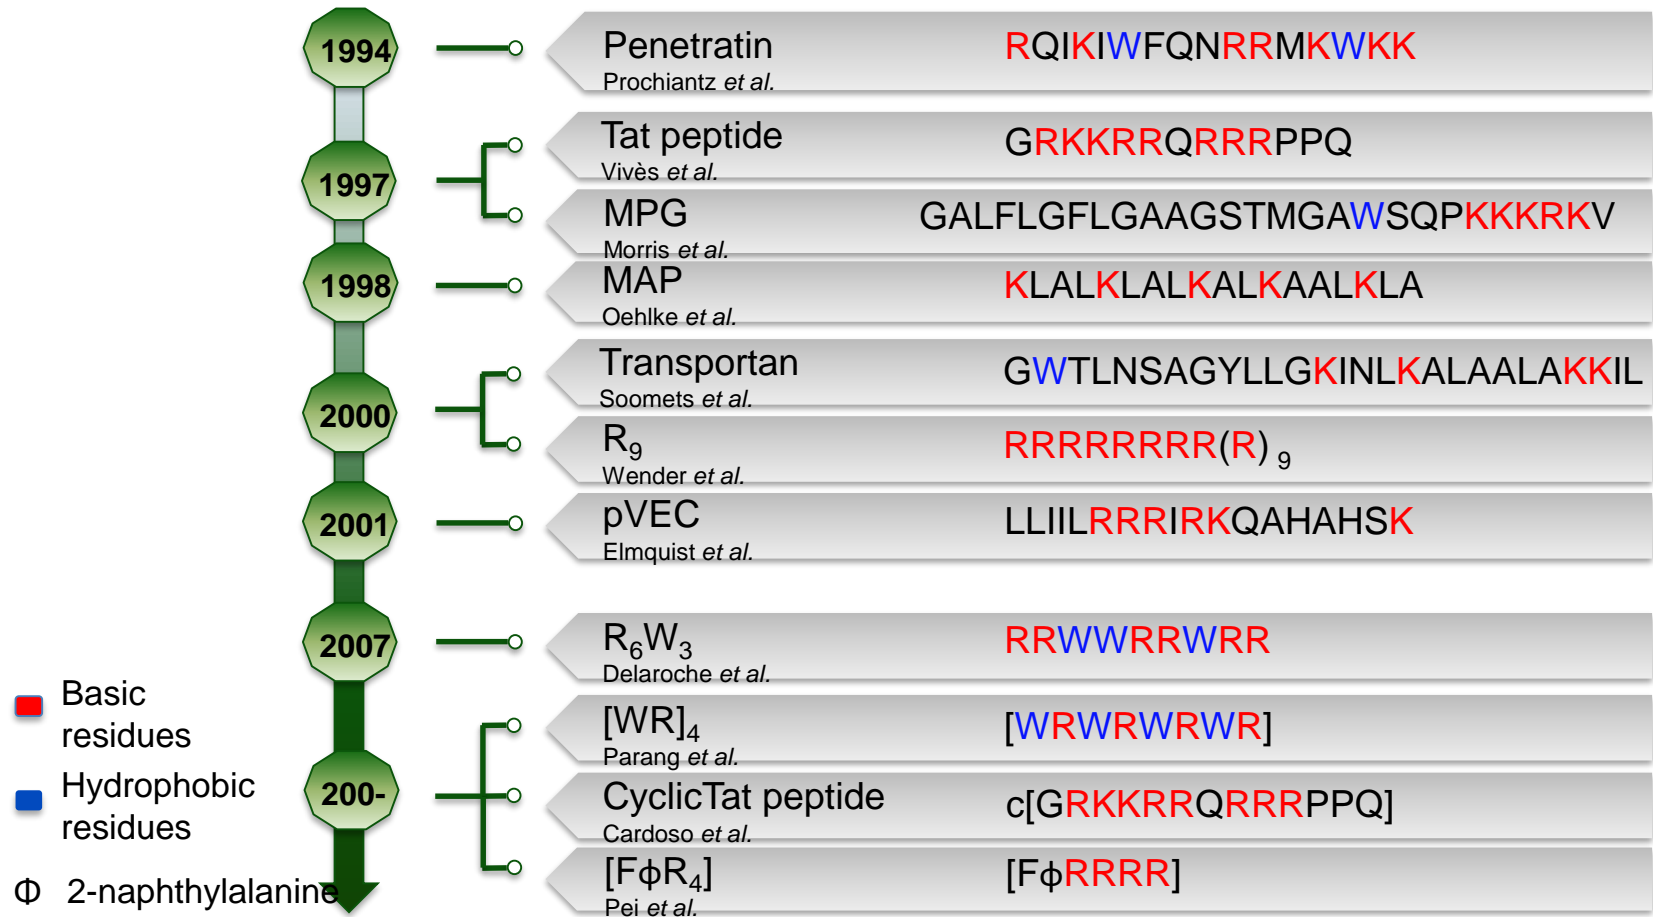 1994
Penetratin
RQIKIWFQNRRMKWKK
Prochiantz et al.
1997
Tat peptide
GRKKRRQRRRPPQ
Vivès et al.
MPG
GALFLGFLGAAGSTMGAWSQPKKKRKV
Morris et al.
1998
MAP
KLALKLALKALKAALKLA
Oehlke et al.
2000
Transportan
GWTLNSAGYLLGKINLKALAALAKKIL
Soomets et al.
R9
RRRRRRRR(R) 9
Wender et al.
2001
pVEC
LLIILRRRIRKQAHAHSK
Elmquist et al.
2007
R6W3
RRWWRRWRR
Delaroche et al.
200-
[WR]4
[WRWRWRWR]
Parang et al.
CyclicTat peptide
c[GRKKRRQRRRPPQ]
Cardoso et al.
[FϕR4]
[FϕRRRR]
Pei et al.
Basic
residues
Hydrophobic
residues
Φ 2-naphthylalanine